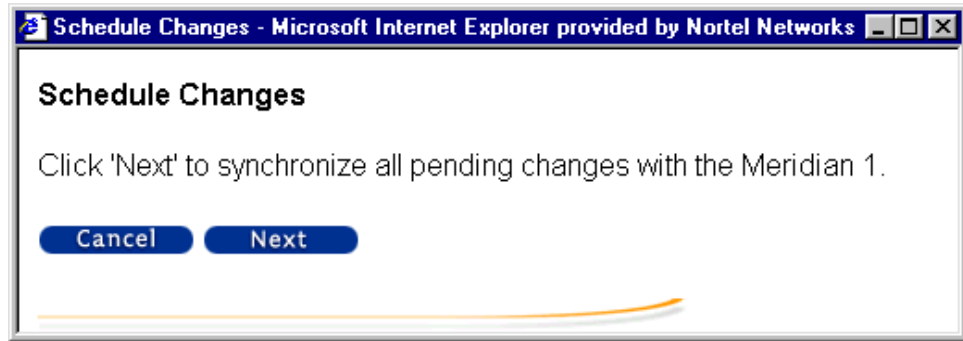 Schedule Changes - Microsoft Internet Explorer provided by Nortel Networks
Schedule Changes
Click 'Next' to synchronize all pending changes with the Meridian 1.
Cancel Next